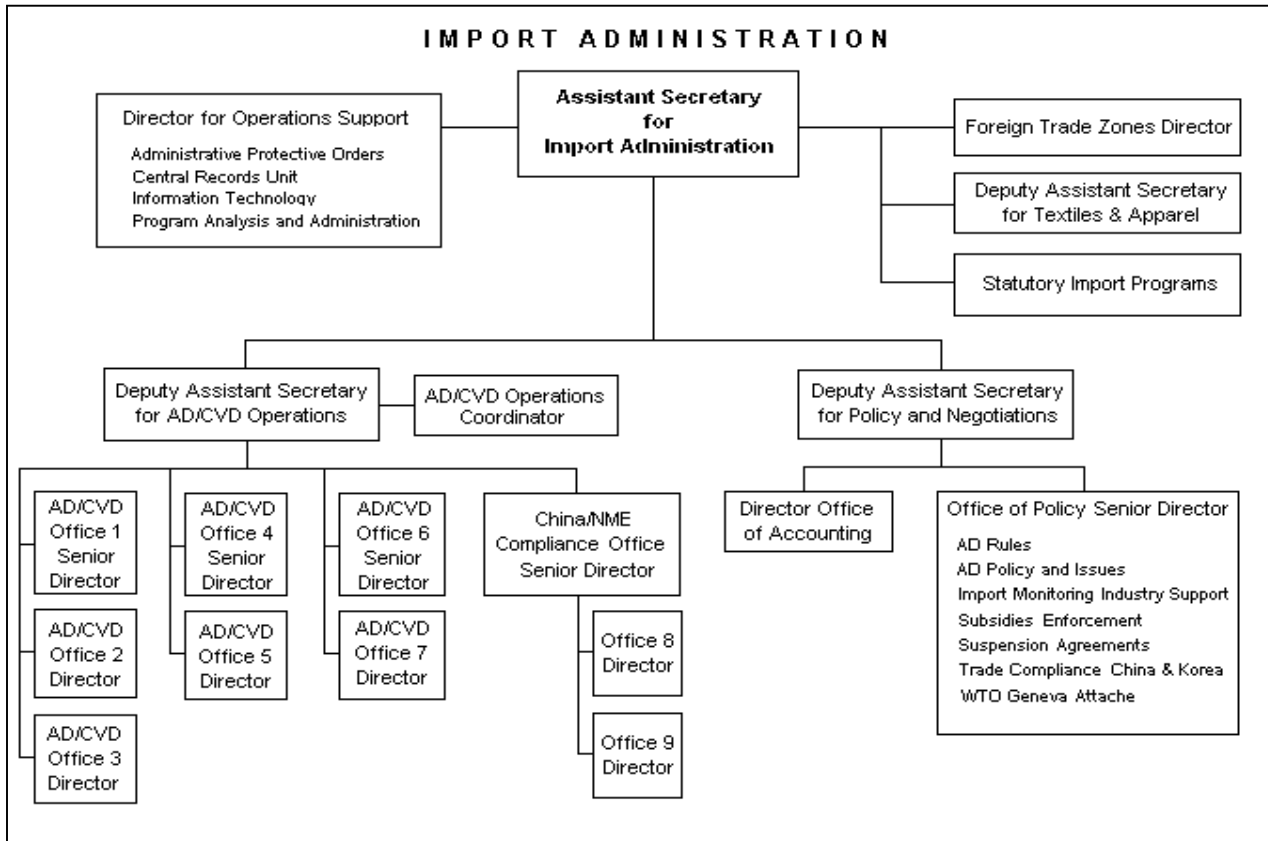 IMPORT ADMINISTRATION
Assistant Secretary
for
Import Administration
Director for Operations Support
Administrative Protective Orders
Central Records Unit
Information Technology
Program Analysis and Administration
Foreign Trade Zones Director
Deputy Assistant Secretary
for Textiles & Apparel
Statutory Import Programs
Deputy Assistant Secretary
for AD/CVD Operations
AD/CVD Operations
Coordinator
Deputy Assistant Secretary
for Policy and Negotiations
AD/CVD
Office 1
Senior
Director
AD/CVD
Office 2
Director
AD/CVD
Office 3
Director
AD/CVD
Office 4
Senior
Director
AD/CVD
Office 5
Director
AD/CVD
Office 6
Senior
Director
AD/CVD
Office 7
Director
China/NME
Compliance Office
Senior Director
Office 8
Director
Office 9
Director
Director Office
of Accounting
Office of Policy Senior Director
AD Rules
AD Policy and Issues
Import Monitoring Industry Support
Subsidies Enforcement
Suspension Agreements
Trade Compliance China & Korea
WTO Geneva Attache